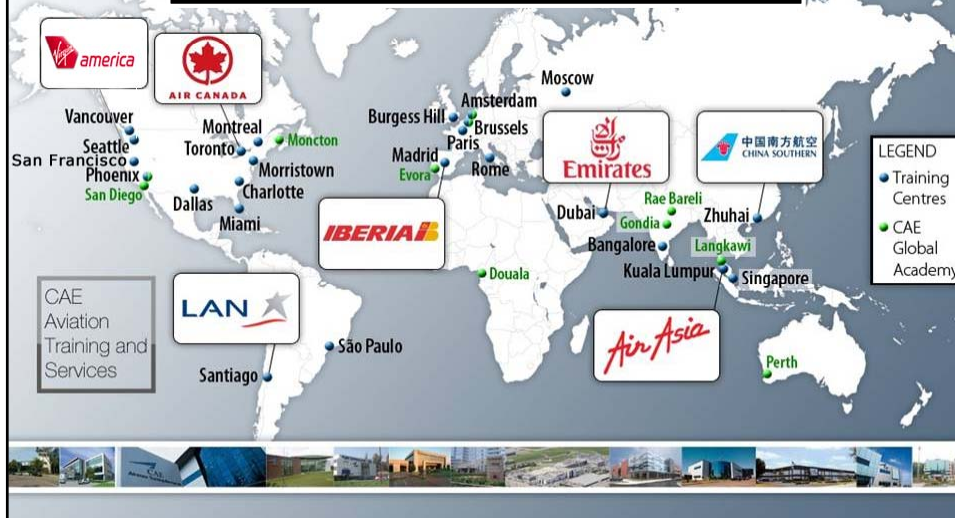 Virgin america
AIR CANADA
Vancouver
Seattle
San Francisco
Phoenix
San Diego
Dallas
Montreal
Toronto
Moncton
Morristown
Charlotte
Miami
Moscow
Burgess Hill
Amsterdam
Brussels
Paris
Madrid
Evora
Rome
IBERIA
Emirates
中国南方航空
CHINA SOUTHERN
LEGEND
Training
Centres
CAE
Global
Academy
Dubai
Rae Bareli
Gondia
Zhuhai
Bangalore
Langkawi
Kuala Lumpur
Singapore
Douala
CAE
Aviation
Training and
Services
LAN
São Paulo
Santiago
Air Asia
Perth
CAE